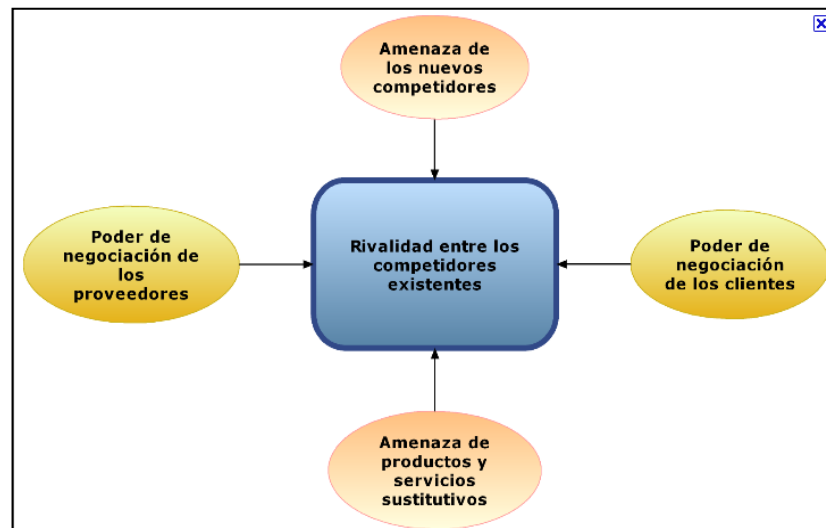 Amenaza de
los nuevos
competidores
Poder de
negociación de
los
proveedores
Rivalidad entre los
competidores
existentes
Poder de
negociación
de los clientes
Amenaza de
productos y
servicios
sustitutivos